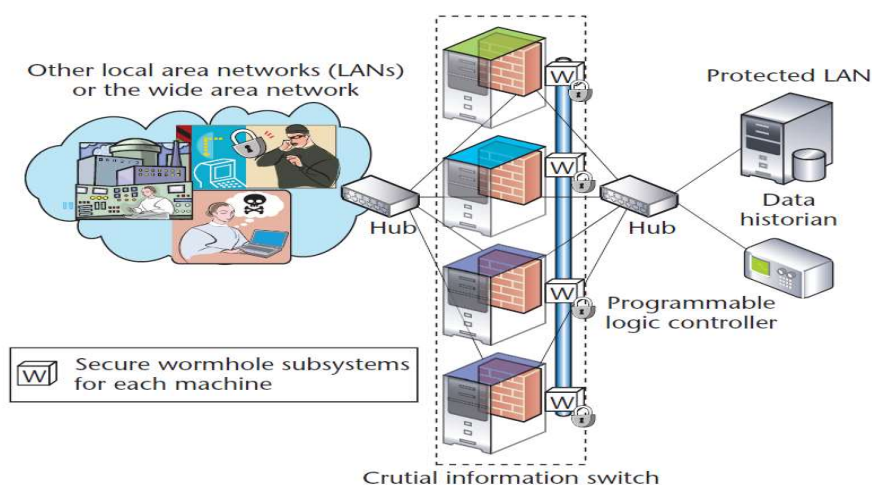 Other local area networks (LANs)
or the wide area network
Hub
W
W
W
W
Hub
Protected LAN
Data
historian
Programmable
logic controller
W
Secure wormhole subsystems
for each machine
Crutial information switch